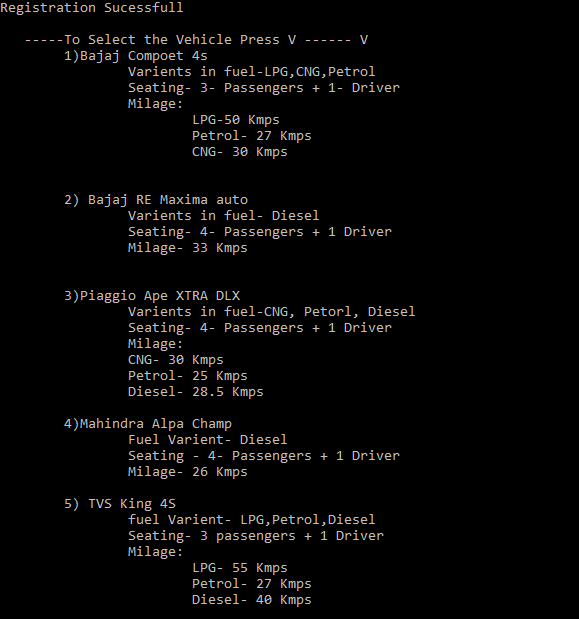 Registration Sucessfull
-----To Select the Vehicle Press V ------ V
1)Bajaj Compoet 4s
Varients in fuel-LPG,CNG,Petrol
Seating- 3- Passengers + 1- Driver
Milage:
LPG-50 Kmps
Petrol- 27 Kmps
CNG- 30 Kmps
2) Bajaj RE Maxima auto
Varients in fuel- Diesel
Seating- 4- Passengers + 1 Driver
Milage- 33 Kmps
3)Piaggio Ape XTRA DLX
Varients in fuel-CNG, Petorl, Diesel
Seating- 4- Passengers + 1 Driver
Milage:
CNG- 30 Kmps
Petrol- 25 Kmps
Diesel- 28.5 Kmps
4)Mahindra Alpa Champ
Fuel Varient- Diesel
Seating - 4- Passengers + 1 Driver
Milage- 26 Kmps
5) TVS King 4S
fuel Varient- LPG,Petrol,Diesel
Seating- 3 passengers + 1 Driver
Milage:
LPG- 55 Kmps
Petrol- 27 Kmps
Diesel- 40 Kmps